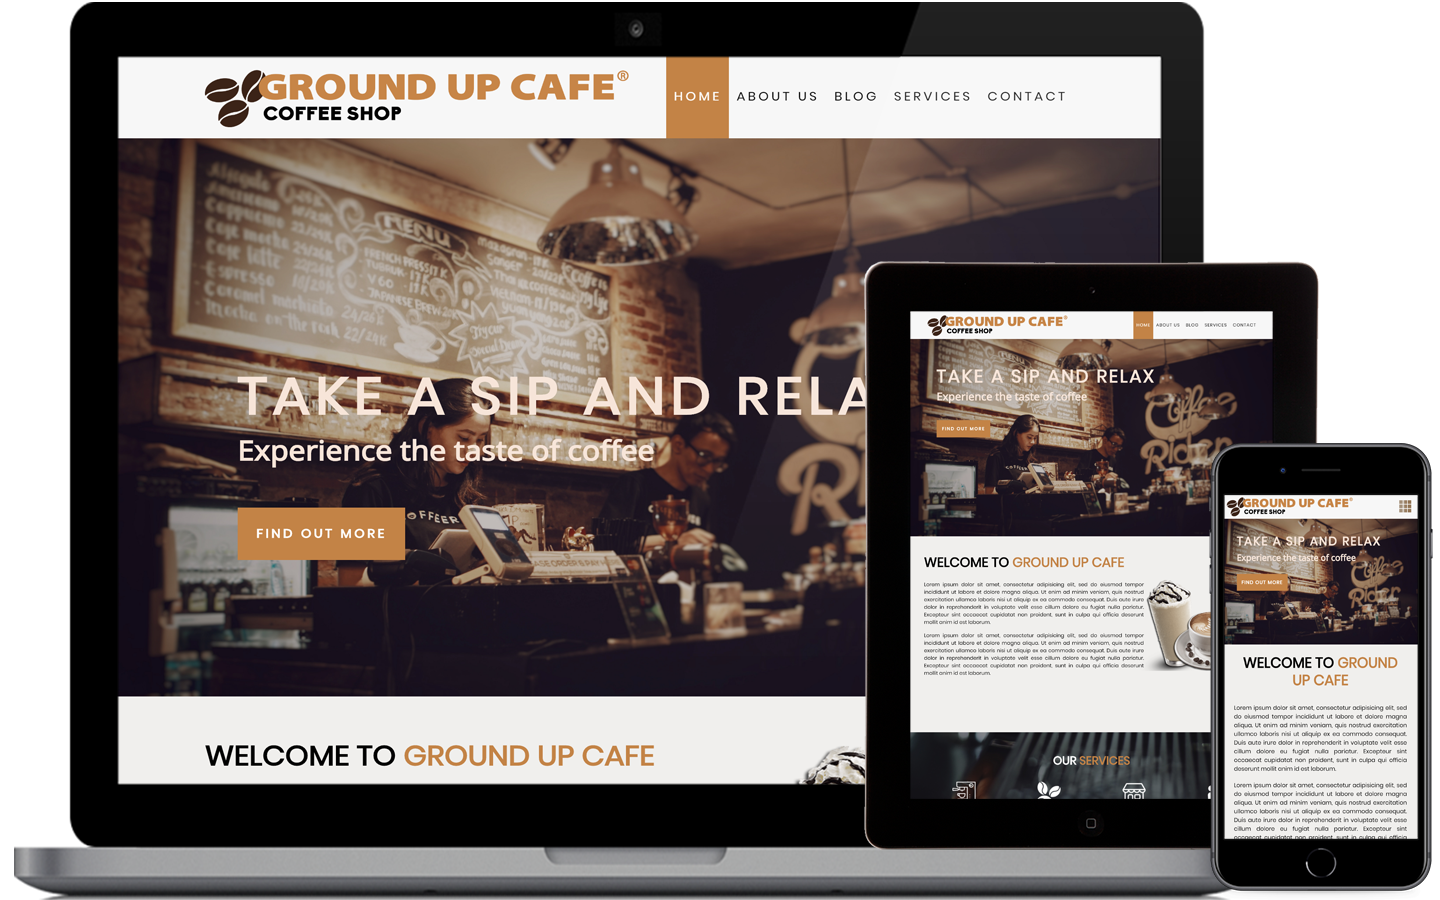 GROUND UP CAFE®
COFFEE SHOP
HOME ABOUT US BLOG SERVICES CONTACT
MENU
TAKE A SIP AND RELA
Experience the taste of coffee
FIND OUT MORE
WELCOME TO GROUND UP CAFE
GROUND UP CAFE®
COFFEE SHOP
HOME ABOUT US BLOG SERVICES CONTACT
TAKE A SIP AND RELAX
Experience the taste of coffee
FIND OUT MORE
Coffee
Rider
WELCOME TO GROUND UP CAFE
Lorem ipsum dolor sit amet, consectetur adipisicing elit, sed do eiusmod tempor
incididunt ut labore et dolore magna aliqua. Ut enim ad minim veniam, quis nostrud
exercitation ullamco laboris nisi ut aliquip ex ea commodo consequat. Duis aute irure
dolor in reprehenderit in voluptate velit esse cillum dolore eu fugiat nulla pariatur.
Excepteur sint occaecat cupidatat non proident, sunt in culpa qui officia deserunt
mollit anim id est laborum.
Lorem ipsum dolor sit amet, consectetur adipisicing elit, sed do eiusmod tempor
incididunt ut labore et dolore magna aliqua. Ut enim ad minim veniam, quis nostrud
exercitation ullamco laboris nisi ut aliquip ex ea commodo consequat. Duis aute irure
dolor in reprehenderit in voluptate velit esse cillum dolore eu fugiat nulla pariatur.
Excepteur sint occaecat cupidatat non proident, sunt in culpa qui officia deserunt
mollit anim id est laborum.
OUR SERVICES
GROUND UP CAFE®
COFFEE SHOP
TAKE A SIP AND RELAX
Experience the taste of coffee
FIND OUT MORE
Coffee
Rider
WELCOME TO GROUND
UP CAFE
Lorem ipsum dolor sit amet, consectetur adipisicing elit, sed
do eiusmod tempor incididunt ut labore et dolore magna
aliqua. Ut enim ad minim veniam, quis nostrud exercitation
ullamco laboris nisi ut aliquip ex ea commodo consequat.
Duis aute irure dolor in reprehenderit in voluptate velit esse
cillum dolore eu fugiat nulla pariatur. Excepteur sint
occaecat cupidatat non proident, sunt in culpa qui officia
deserunt mollit anim id est laborum.
Lorem ipsum dolor sit amet, consectetur adipisicing elit, sed
do eiusmod tempor incididunt ut labore et dolore magna
aliqua. Ut enim ad minim veniam, quis nostrud exercitation
ullamco laboris nisi ut aliquip ex ea commodo consequat.
Duis aute irure dolor in reprehenderit in voluptate velit esse
cillum dolore eu fugiat nulla pariatur. Excepteur sint
occaecat cupidatat non proident, sunt in culpa qui officia